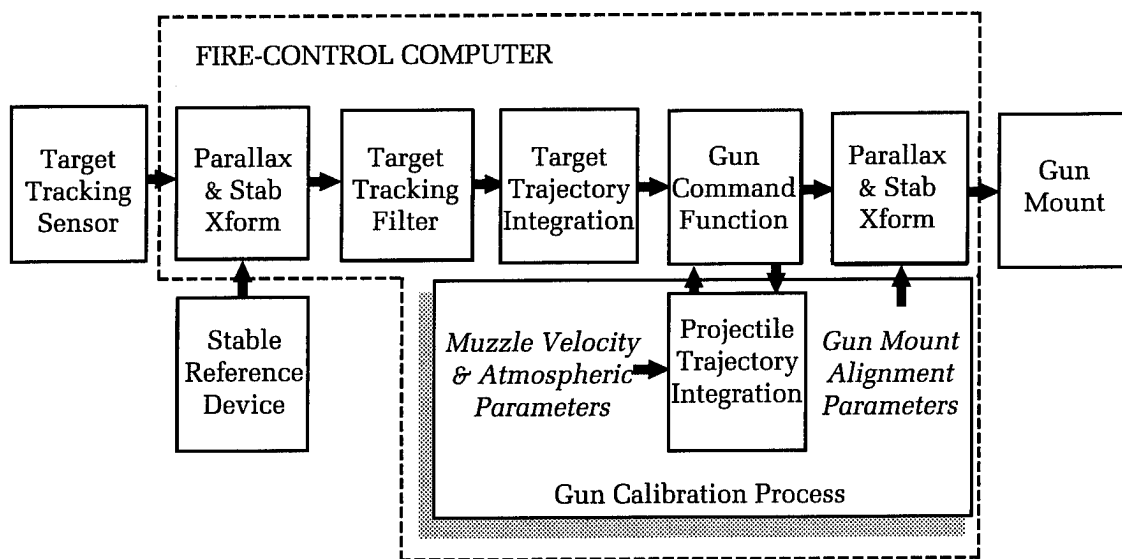 FIRE-CONTROL COMPUTER
Target
Tracking
Sensor
Parallax
& Stab
Xform
Target
Tracking
Filter
Target
Trajectory
Integration
Gun
Command
Function
Parallax
& Stab
Xform
Gun
Mount
Stable
Reference
Device
Muzzle Velocity
& Atmospheric
Parameters
Projectile
Trajectory
Integration
Gun Mount
Alignment
Parameters
Gun Calibration Process